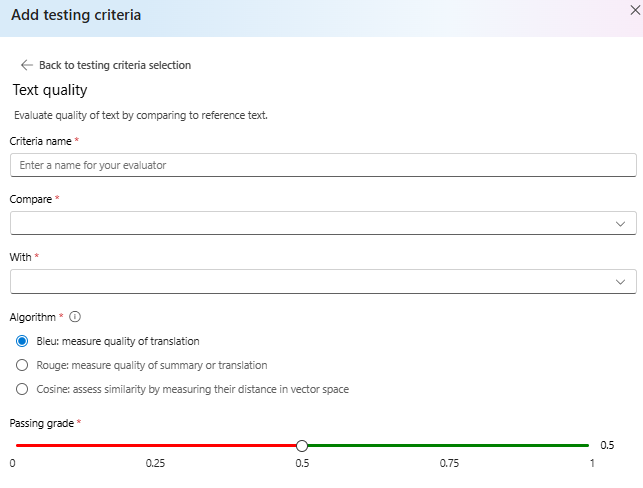 Add testing criteria
Back to testing criteria selection
Text quality
Evaluate quality of text by comparing to reference text.
Criteria name *
Enter a name for your evaluator
Compare *
With *
Algorithm *
Bleu: measure quality of translation
Rouge: measure quality of summary or translation
Cosine: assess similarity by measuring their distance in vector space
Passing grade *
0.5
0 0.25 0.5 0.75 1